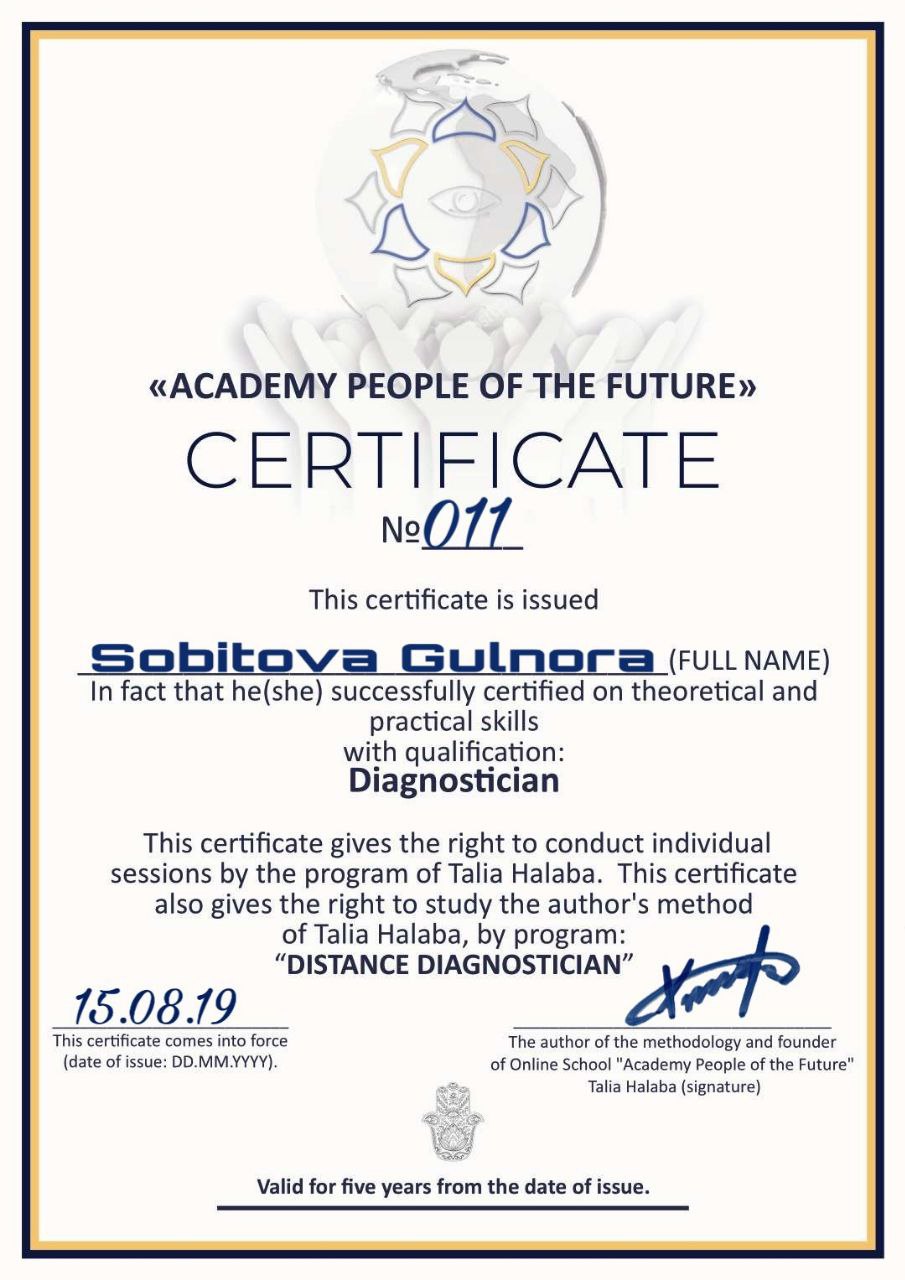 «ACADEMY PEOPLE OF THE FUTURE»
CERTIFICATE
№011
This certificate is issued
Sobitova Gulnora (FULL NAME)
In fact that he(she) successfully certified on theoretical and
practical skills
with qualification:
Diagnostician
This certificate gives the right to conduct individual
sessions by the program of Talia Halaba. This certificate
also gives the right to study the author's method
of Talia Halaba, by program:
“DISTANCE DIAGNOSTICIAN”
15.08.19
This certificate comes into force
(date of issue: DD.MM.YYYY).
The author of the methodology and founder
of Online School "Academy People of the Future"
Talia Halaba (signature)
Valid for five years from the date of issue.